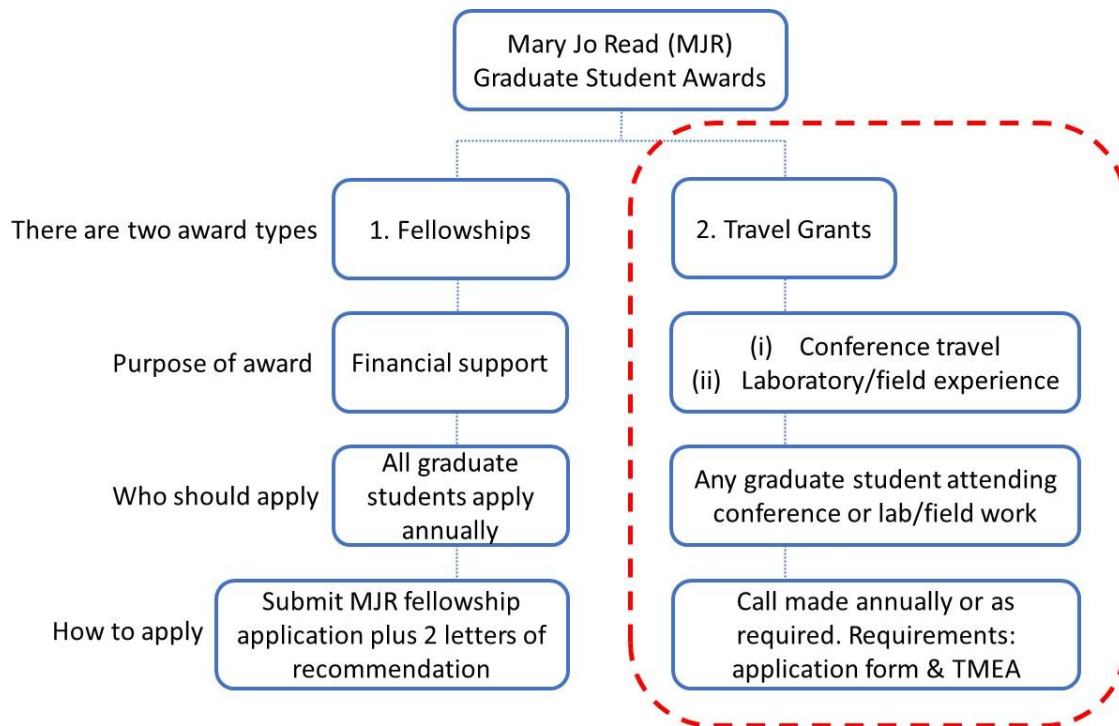 Mary Jo Read (MJR)
Graduate Student Awards
There are two award types
1. Fellowships
2. Travel Grants
Purpose of award
Financial support
(i) Conference travel
(ii) Laboratory/field experience
Who should apply
All graduate
students apply
annually
Any graduate student attending
conference or lab/field work
How to apply
Submit MJR fellowship
application plus 2 letters of
recommendation
Call made annually or as
required. Requirements:
application form & TMEA